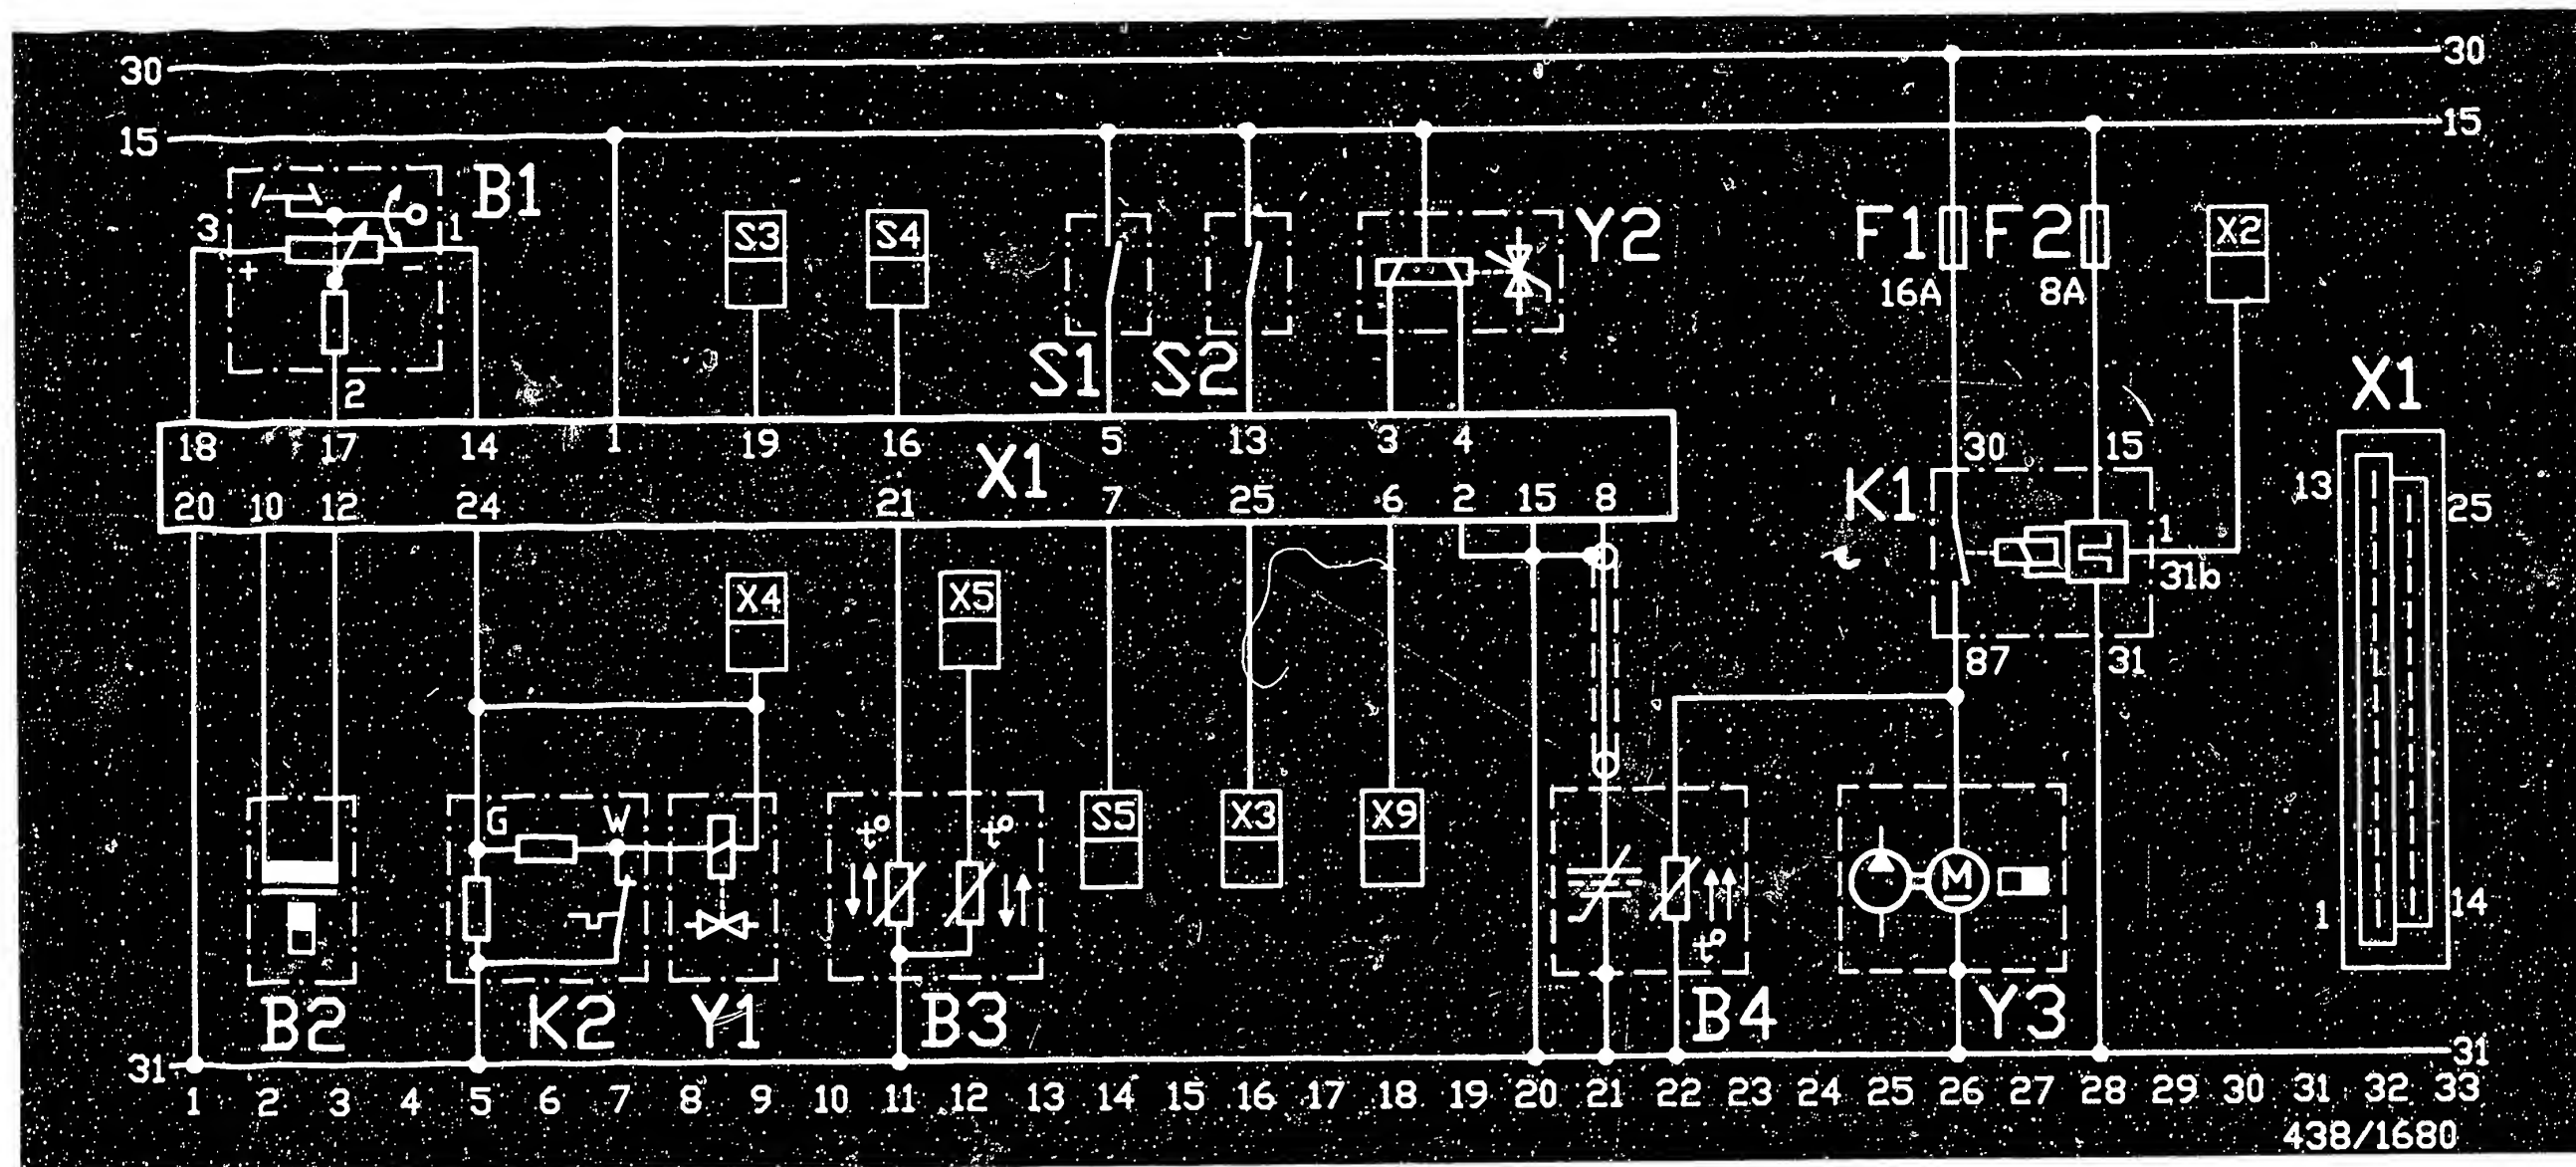 30 30
15 15
B1
3 1
+ −
2
S3 S4
S1 S2
Y2
F1 F2 X2
16A 8A
X1
18 17 14 1 19 16 5 13 3 4
X1
20 10 12 24 21 7 25 6 2 15 8
30 15
K1
1
31b
87 31
13 25
1 14
X4 X5
G W
t° t°
S5 X3 X9
M
t°
B2 K2 Y1 B3 B4 Y3
31 31
1 2 3 4 5 6 7 8 9 10 11 12 13 14 15 16 17 18 19 20 21 22 23 24 25 26 27 28 29 30 31 32 33
438/1680